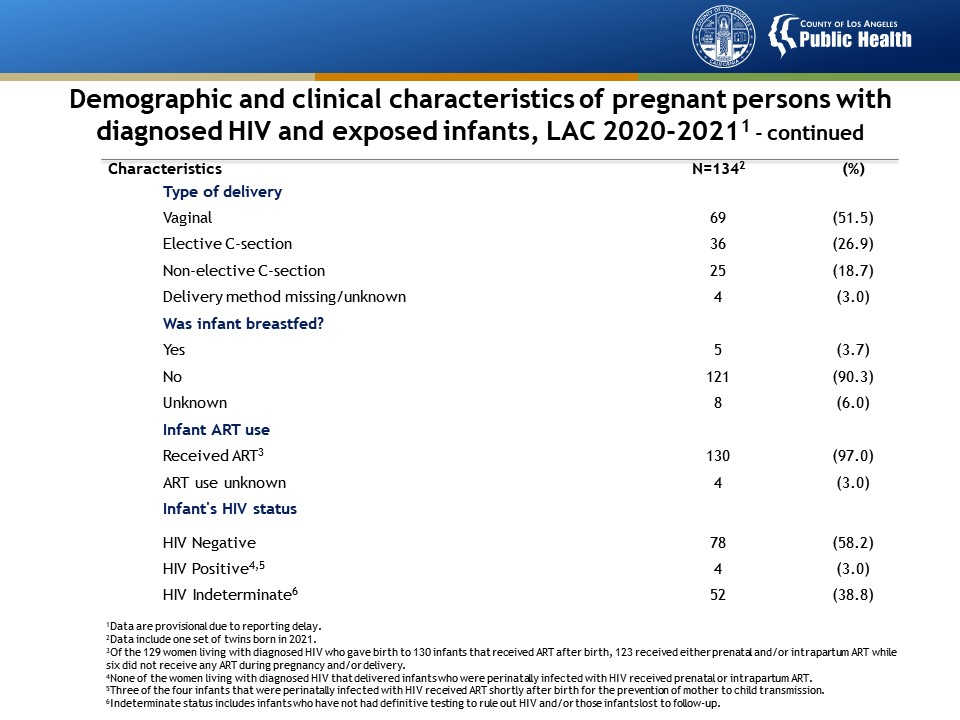 COUNTY OF LOS ANGELES
Public Health
Demographic and clinical characteristics of pregnant persons with
diagnosed HIV and exposed infants, LAC 2020-2021¹ - continued
Characteristics N=134² (%)
Type of delivery
Vaginal 69 (51.5)
Elective C-section 36 (26.9)
Non-elective C-section 25 (18.7)
Delivery method missing/unknown 4 (3.0)
Was infant breastfed?
Yes 5 (3.7)
No 121 (90.3)
Unknown 8 (6.0)
Infant ART use
Received ART³ 130 (97.0)
ART use unknown 4 (3.0)
Infant's HIV status
HIV Negative 78 (58.2)
HIV Positive⁴,⁵ 4 (3.0)
HIV Indeterminate⁶ 52 (38.8)
¹Data are provisional due to reporting delay.
²Data include one set of twins born in 2021.
³Of the 129 women living with diagnosed HIV who gave birth to 130 infants that received ART after birth, 123 received either prenatal and/or intrapartum ART while
six did not receive any ART during pregnancy and/or delivery.
⁴None of the women living with diagnosed HIV that delivered infants who were perinatally infected with HIV received prenatal or intrapartum ART.
⁵Three of the four infants that were perinatally infected with HIV received ART shortly after birth for the prevention of mother to child transmission.
⁶Indeterminate status includes infants who have not had definitive testing to rule out HIV and/or those infants lost to follow-up.